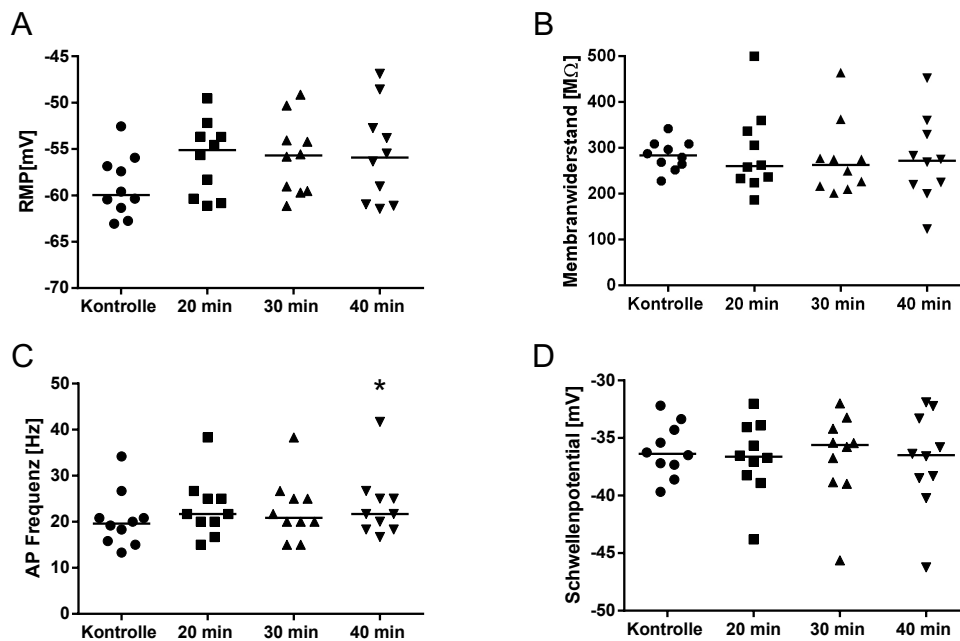 A
RMP[mV]
-45
-50
-55
-60
-65
-70
Kontrolle 20 min 30 min 40 min
B
Membranwiderstand [MΩ]
500
400
300
200
100
0
Kontrolle 20 min 30 min 40 min
C
AP Frequenz [Hz]
50
40
30
20
10
0
*
Kontrolle 20 min 30 min 40 min
D
Schwellenpotential [mV]
-30
-35
-40
-45
-50
Kontrolle 20 min 30 min 40 min